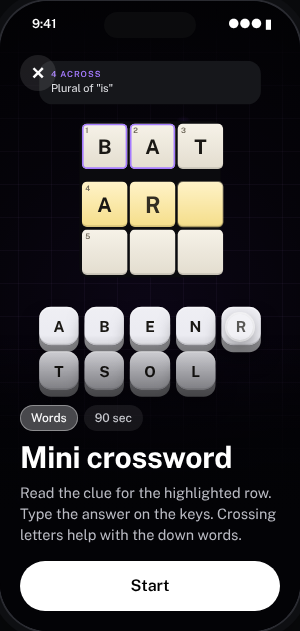 9:41
4 ACROSS
Plural of "is"
1 B 2 A 3 T
4 A R
5
A B E N R
T S O L
Words 90 sec
Mini crossword
Read the clue for the highlighted row.
Type the answer on the keys. Crossing
letters help with the down words.
Start